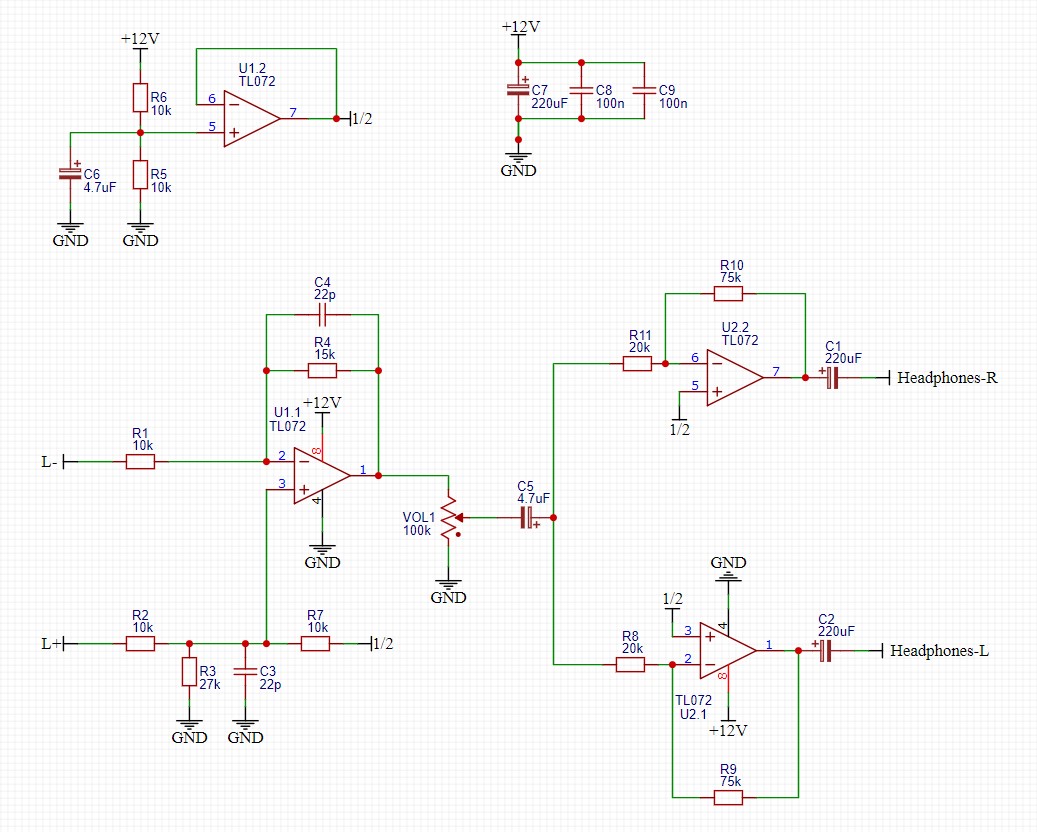 +12V
R6
10k
U1.2
TL072
6
5
7
1/2
C6
4.7uF
R5
10k
GND
GND
+12V
C7
220uF
C8
100n
C9
100n
GND
C4
22p
R4
15k
+12V
U1.1
TL072
8
2
3
1
4
GND
L-
R1
10k
VOL1
100k
GND
C5
4.7uF
R10
75k
R11
20k
U2.2
TL072
6
5
7
1/2
C1
220uF
Headphones-R
L+
R2
10k
R7
10k
1/2
R3
27k
C3
22p
GND
GND
GND
1/2
R8
20k
3
2
4
1
8
TL072
U2.1
+12V
C2
220uF
Headphones-L
R9
75k